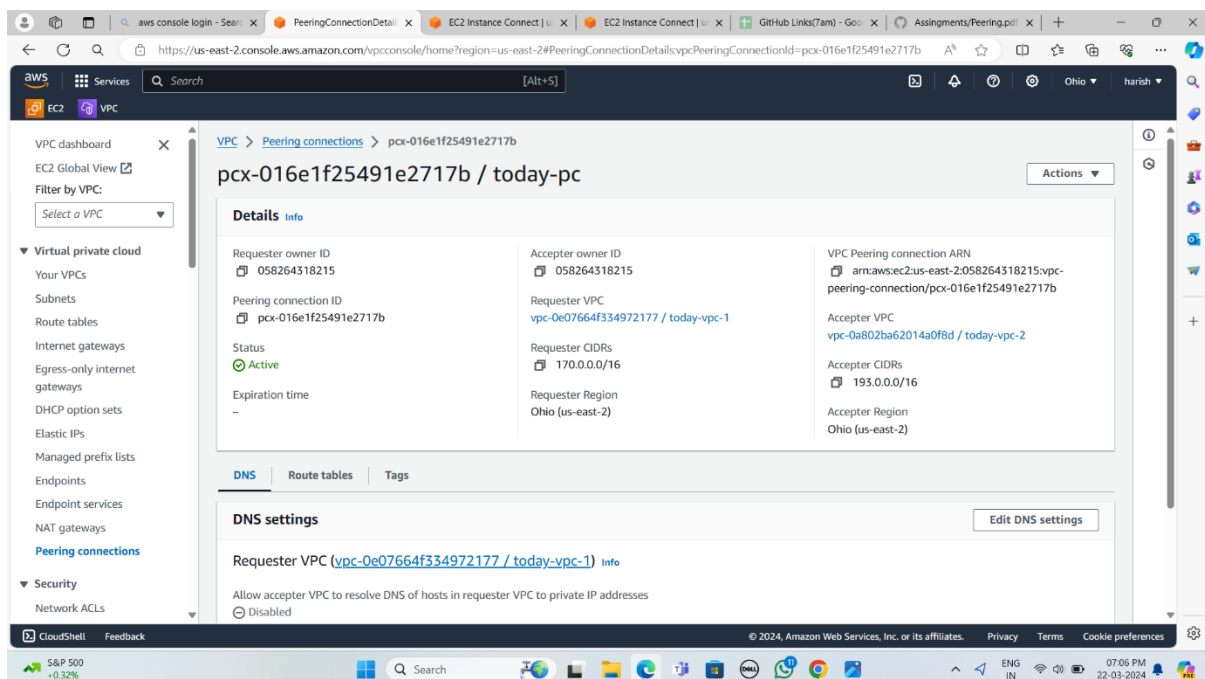 aws console login - Sear
PeeringConnectionDetail
EC2 Instance Connect | u
EC2 Instance Connect | u
GitHub Links(7am) - Goo
Assingments/Peering.pdf
https://us-east-2.console.aws.amazon.com/vpcconsole/home?region=us-east-2#PeeringConnectionDetails:vpcPeeringConnectionId=pcx-016e1f25491e2717b
aws
Services
Search
[Alt+S]
Ohio
harish
EC2
VPC
VPC dashboard
EC2 Global View
Filter by VPC:
Select a VPC
Virtual private cloud
Your VPCs
Subnets
Route tables
Internet gateways
Egress-only internet
gateways
DHCP option sets
Elastic IPs
Managed prefix lists
Endpoints
Endpoint services
NAT gateways
Peering connections
Security
Network ACLs
VPC > Peering connections > pcx-016e1f25491e2717b
pcx-016e1f25491e2717b / today-pc
Actions
Details Info
Requester owner ID
058264318215
Peering connection ID
pcx-016e1f25491e2717b
Status
Active
Expiration time
–
Accepter owner ID
058264318215
Requester VPC
vpc-0e07664f334972177 / today-vpc-1
Requester CIDRs
170.0.0.0/16
Requester Region
Ohio (us-east-2)
VPC Peering connection ARN
arn:aws:ec2:us-east-2:058264318215:vpc-
peering-connection/pcx-016e1f25491e2717b
Accepter VPC
vpc-0a802ba62014a0f8d / today-vpc-2
Accepter CIDRs
193.0.0.0/16
Accepter Region
Ohio (us-east-2)
DNS
Route tables
Tags
DNS settings
Edit DNS settings
Requester VPC (vpc-0e07664f334972177 / today-vpc-1) Info
Allow accepter VPC to resolve DNS of hosts in requester VPC to private IP addresses
Disabled
CloudShell
Feedback
© 2024, Amazon Web Services, Inc. or its affiliates.
Privacy
Terms
Cookie preferences
S&P 500
+0.32%
Search
DELL
ENG
IN
07:06 PM
22-03-2024
PRE